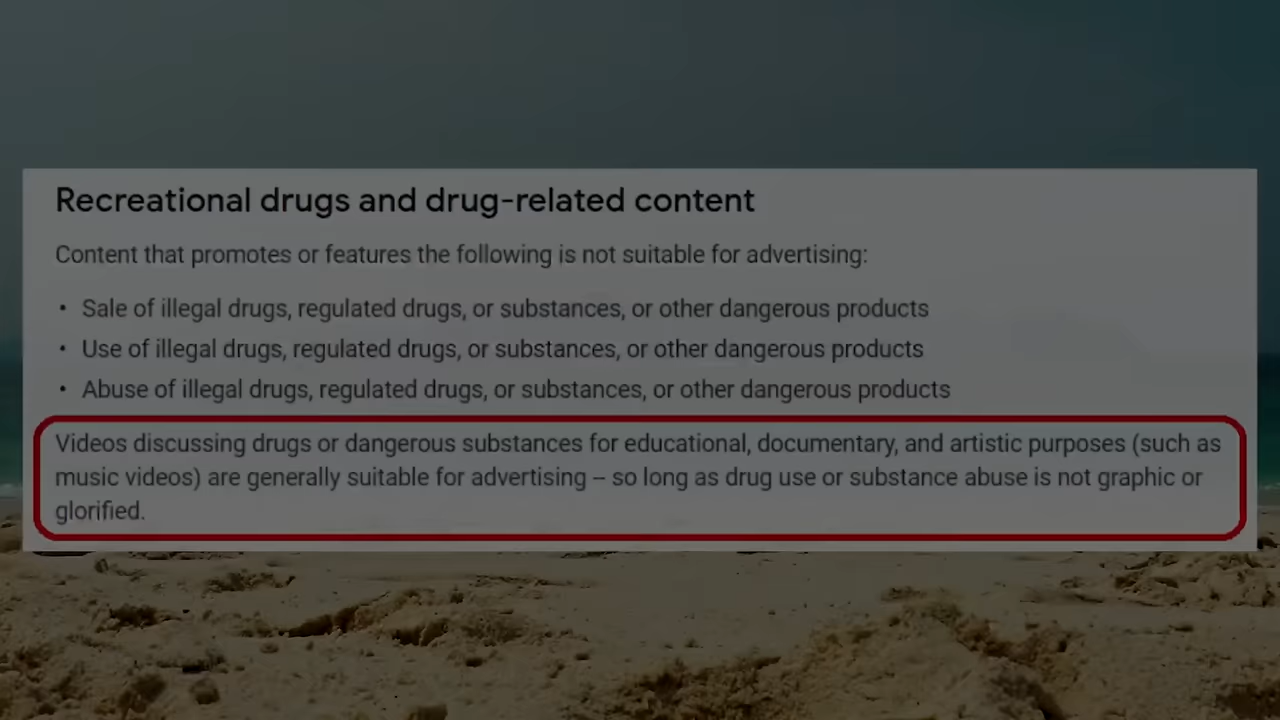 Recreational drugs and drug-related content
Content that promotes or features the following is not suitable for advertising:
• Sale of illegal drugs, regulated drugs, or substances, or other dangerous products
• Use of illegal drugs, regulated drugs, or substances, or other dangerous products
• Abuse of illegal drugs, regulated drugs, or substances, or other dangerous products
Videos discussing drugs or dangerous substances for educational, documentary, and artistic purposes (such as
music videos) are generally suitable for advertising – so long as drug use or substance abuse is not graphic or
glorified.